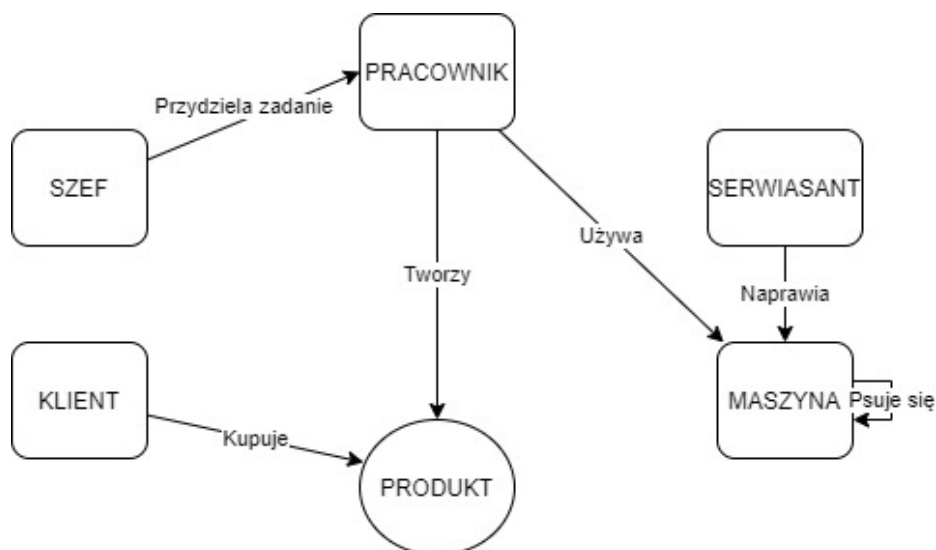 PRACOWNIK
Przydziela zadanie
SZEF
SERWIASANT
Używa
Tworzy
Naprawia
KLIENT
MASZYNA
Psuje się
Kupuje
PRODUKT